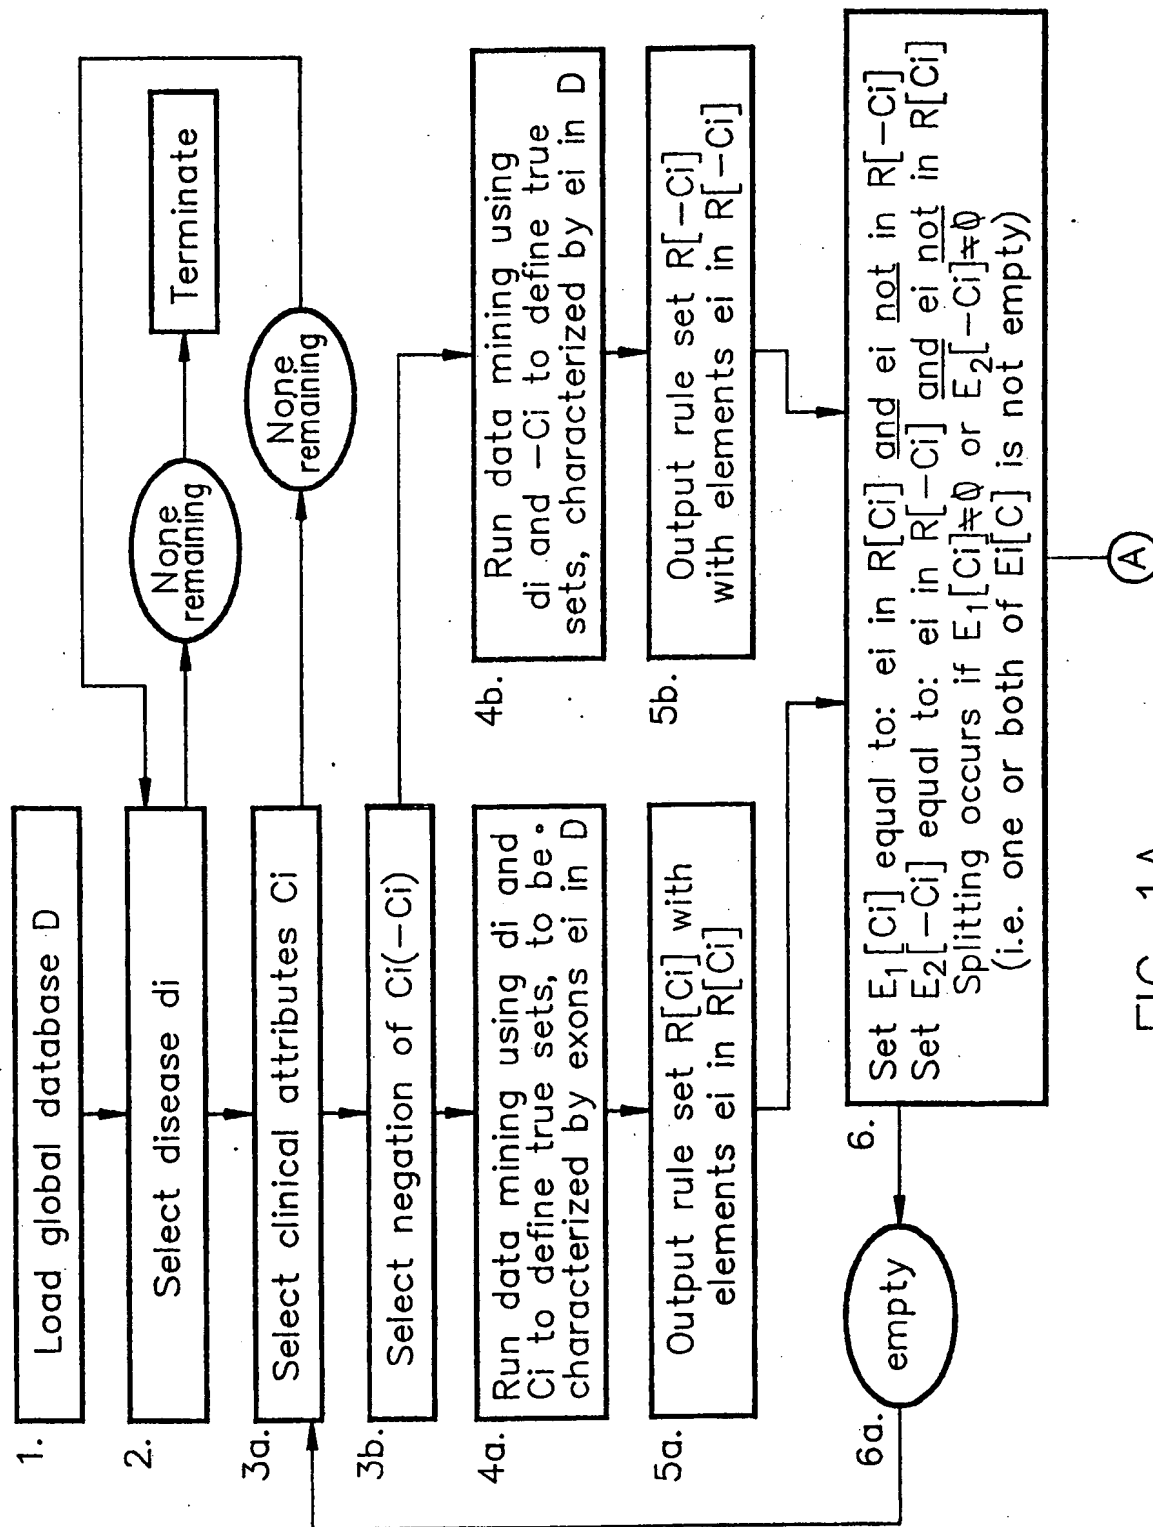 1.
Load global database D
2.
Select disease di
None
remaining
Terminate
3a.
Select clinical attributes Ci
None
remaining
3b.
Select negation of Ci(−Ci)
4a.
Run data mining using di and
Ci to define true sets, to be
characterized by exons ei in D
4b.
Run data mining using
di and −Ci to define true
sets, characterized by ei in D
5a.
Output rule set R[Ci] with
elements ei in R[Ci]
5b.
Output rule set R[−Ci]
with elements ei in R[−Ci]
6.
Set E₁[Ci] equal to: ei in R[Ci] and ei not in R[−Ci]
Set E₂[−Ci] equal to: ei in R[−Ci] and ei not in R[Ci]
Splitting occurs if E₁[Ci]≠∅ or E₂[−Ci]≠∅
(i.e. one or both of Ei[C] is not empty)
6a.
empty
A
FIG. 1A